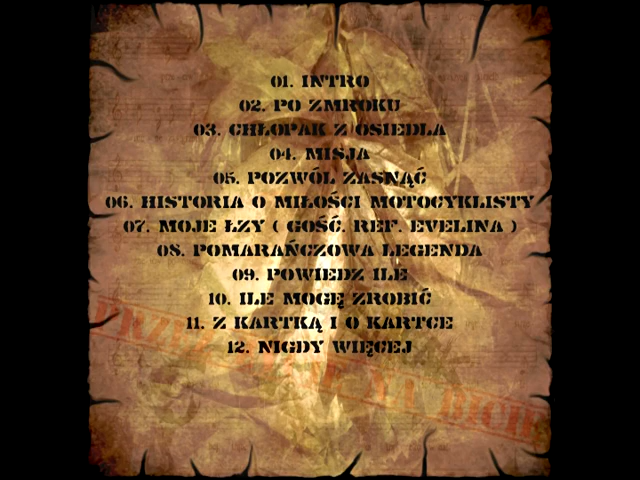 01. INTRO
02. PO ZMROKU
03. CHŁOPAK Z OSIEDLA
04. MISJA
05. POZWÓL ZASNĄĆ
06. HISTORIA O MIŁOŚCI MOTOCYKLISTY
07. MOJE ŁZY ( GOŚĆ. REF. EVELINA )
08. POMARAŃCZOWA LEGENDA
09. POWIEDZ ILE
10. ILE MOGĘ ZROBIĆ
11. Z KARTKĄ I O KARTCE
12. NIGDY WIĘCEJ
NA